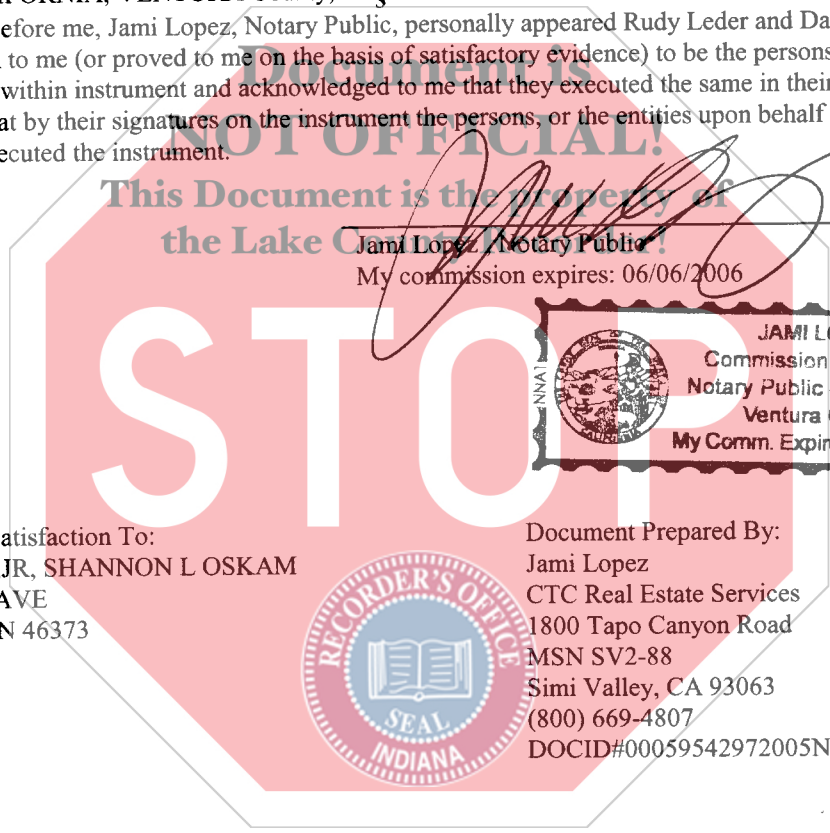 efore me, Jami Lopez, Notary Public, personally appeared Rudy Leder and Da
to me (or proved to me on the basis of satisfactory evidence) to be the persons
within instrument and acknowledged to me that they executed the same in their
at by their signatures on the instrument the persons, or the entities upon behalf
ecuted the instrument.
Document is
NOT OFFICIAL!
This Document is the property of
the Lake County Recorder!
Jami Lopez, Notary Public
My commission expires: 06/06/2006
STOP
NNA1
JAMI LO
Commission
Notary Public
Ventura
My Comm. Expir
atisfaction To:
JR, SHANNON L OSKAM
AVE
N 46373
Document Prepared By:
Jami Lopez
CTC Real Estate Services
1800 Tapo Canyon Road
MSN SV2-88
Simi Valley, CA 93063
(800) 669-4807
DOCID#00059542972005N
RECORDER'S OFFICE
SEAL
INDIANA